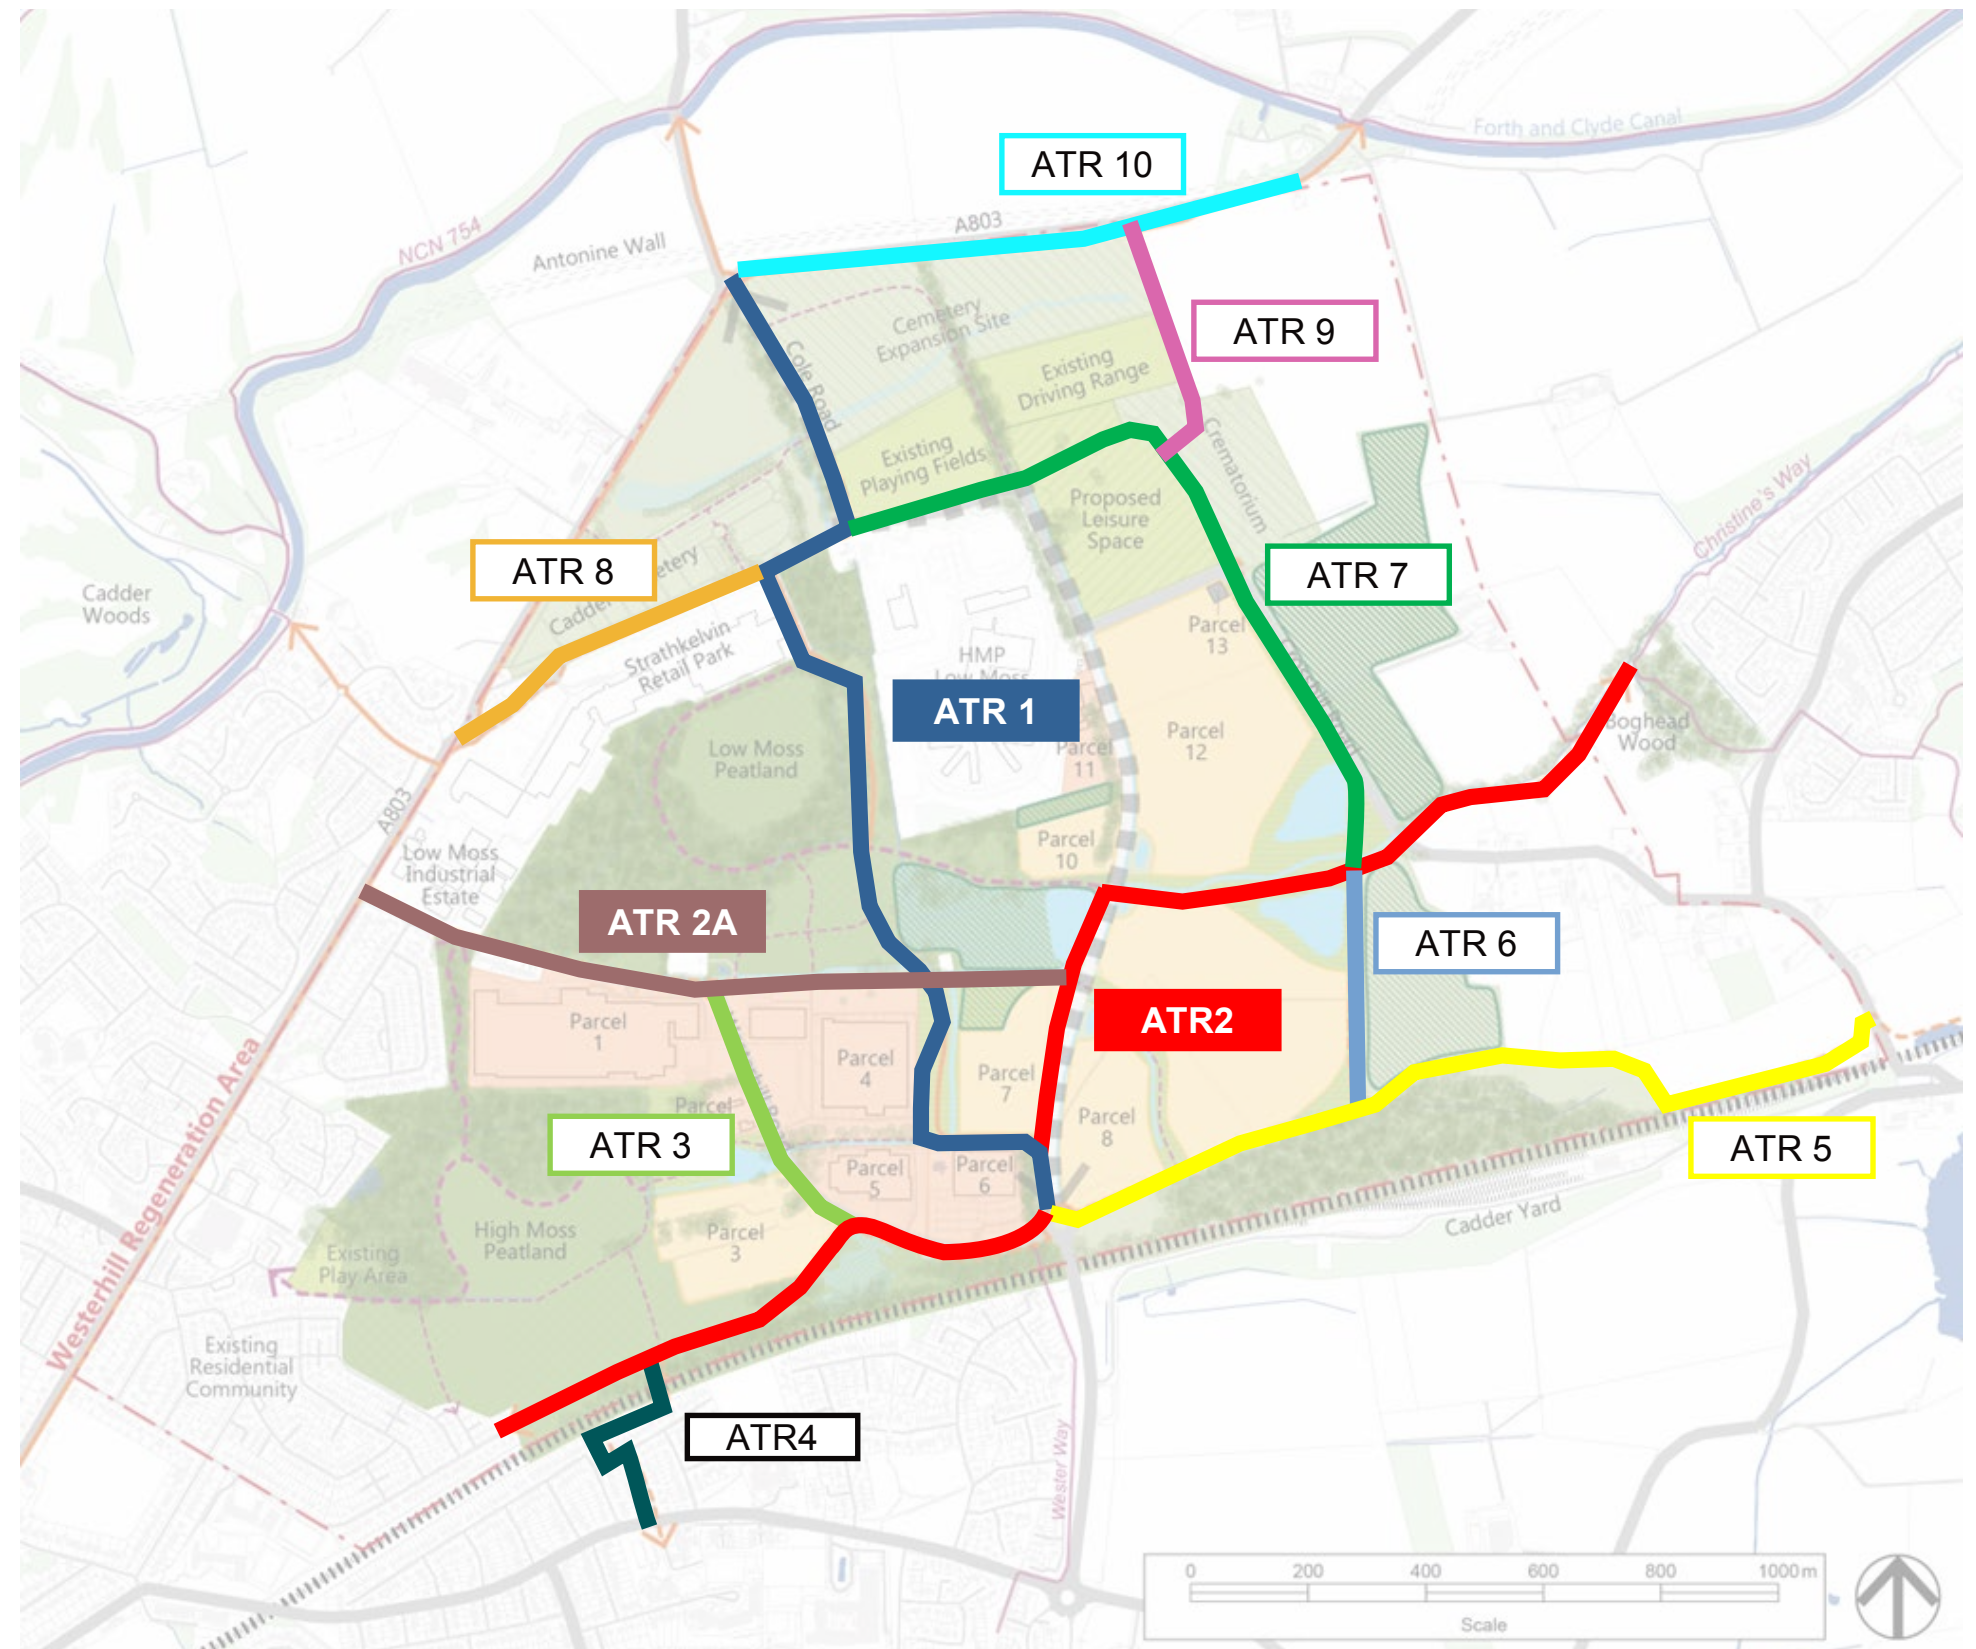 ATR 10
Forth and Clyde Canal
A803
NCN 754
Antonine Wall
Cemetery
Expansion Site
ATR 9
Cole Road
Existing
Driving Range
Existing
Playing Fields
Crematorium
Christine's Way
Proposed
Leisure
Space
ATR 8
ATR 7
Cadder
Woods
Strathkelvin
Retail Park
Parcel
13
HMP
Low Moss
ATR 1
Boghead
Wood
Low Moss
Peatland
Parcel
12
Parcel
11
A803
Parcel
10
Low Moss
Industrial
Estate
ATR 2A
ATR 6
Parcel
1
ATR2
Parcel
4
Parcel
7
Parcel
Parcel
8
ATR 3
ATR 5
Parcel
5
Parcel
6
Westerhill Regeneration Area
High Moss
Peatland
Parcel
3
Cadder Yard
Existing
Play Area
Existing
Residential
Community
ATR4
Wester Way
0 200 400 600 800 1000m
Scale